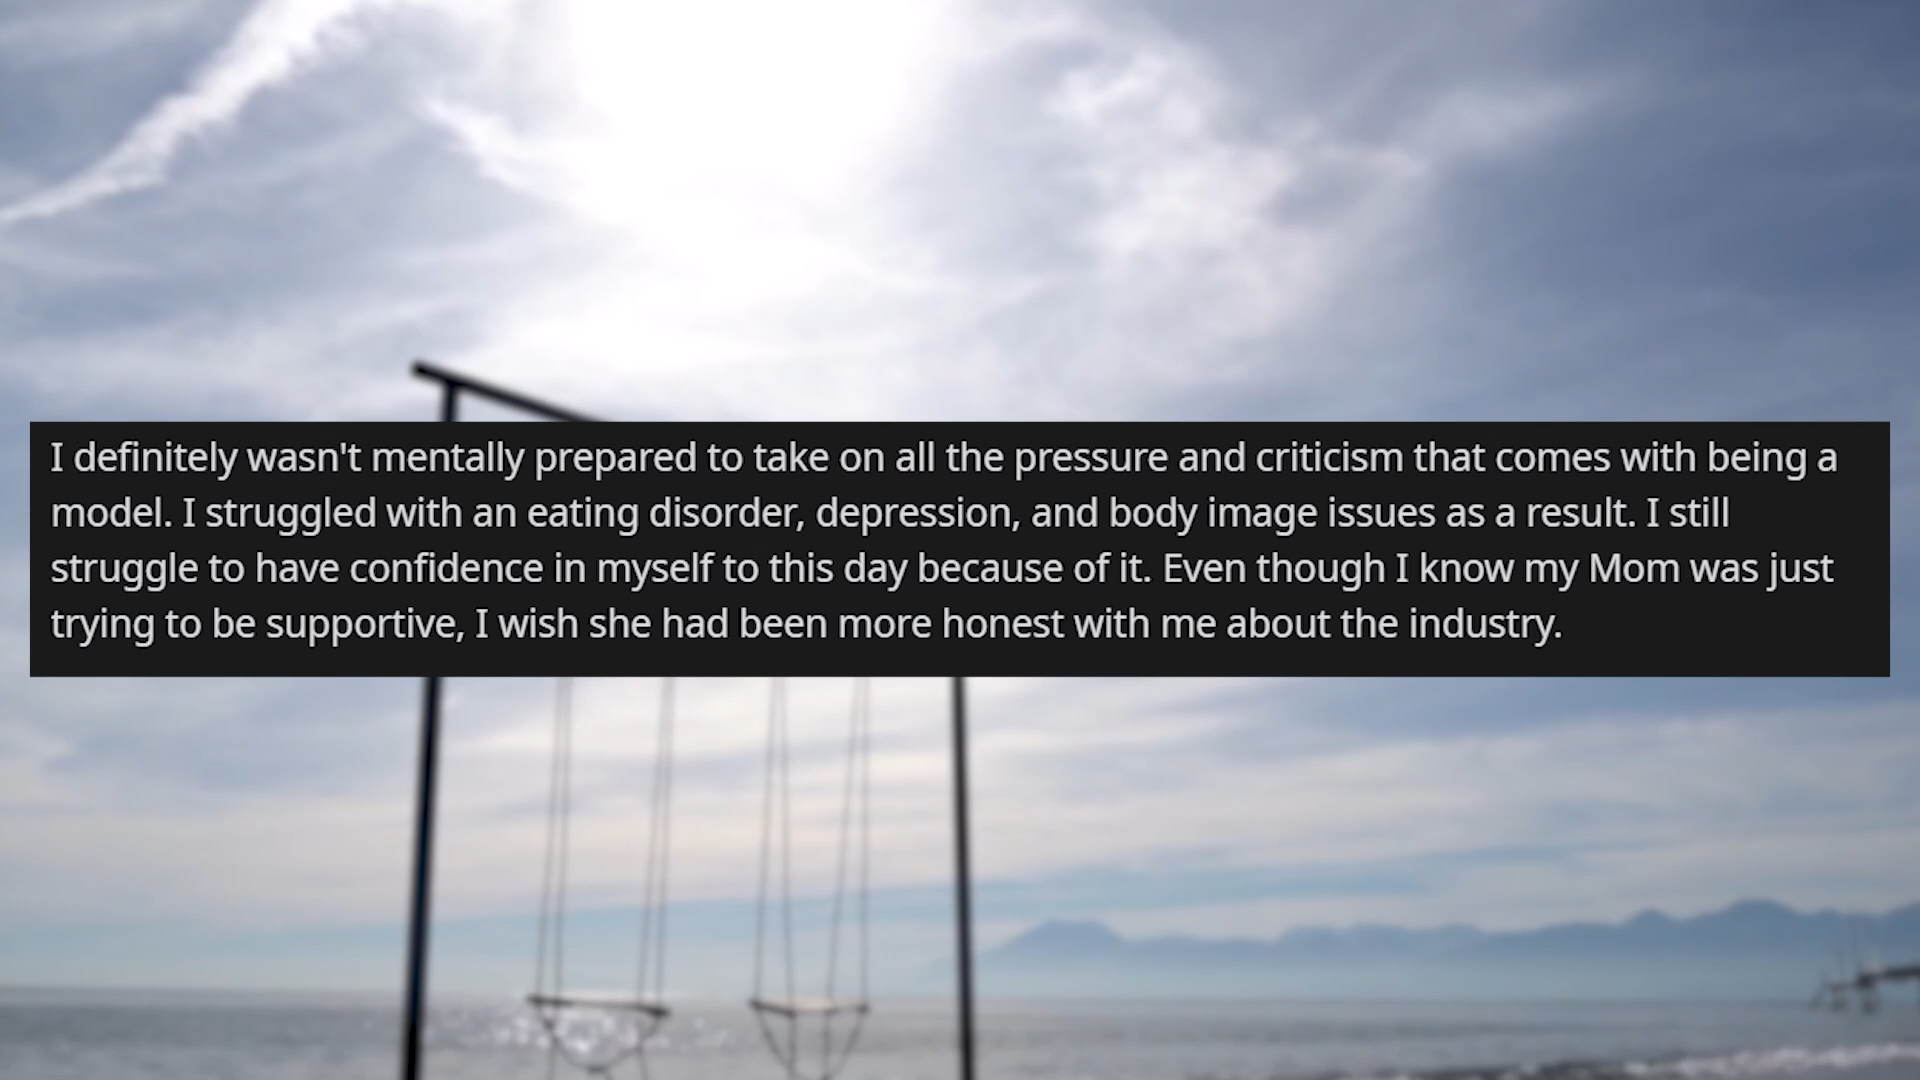 I definitely wasn't mentally prepared to take on all the pressure and criticism that comes with being a
model. I struggled with an eating disorder, depression, and body image issues as a result. I still
struggle to have confidence in myself to this day because of it. Even though I know my Mom was just
trying to be supportive, I wish she had been more honest with me about the industry.